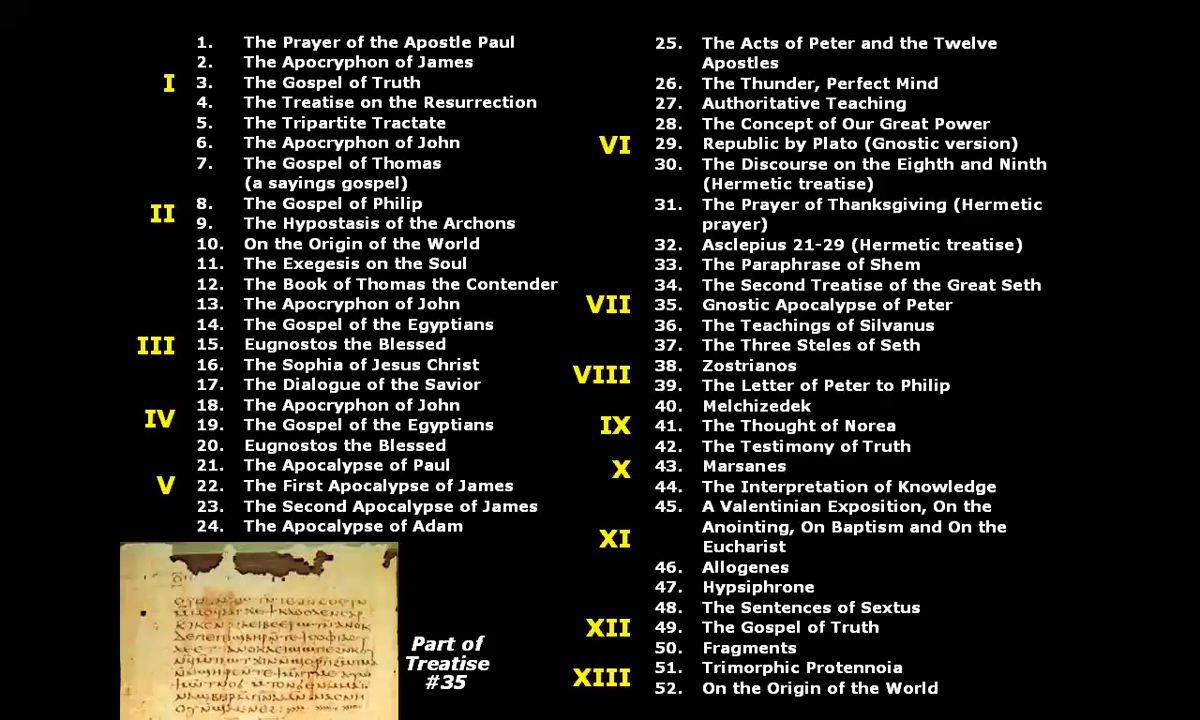 I
II
III
IV
V
1. The Prayer of the Apostle Paul
2. The Apocryphon of James
3. The Gospel of Truth
4. The Treatise on the Resurrection
5. The Tripartite Tractate
6. The Apocryphon of John
7. The Gospel of Thomas
(a sayings gospel)
8. The Gospel of Philip
9. The Hypostasis of the Archons
10. On the Origin of the World
11. The Exegesis on the Soul
12. The Book of Thomas the Contender
13. The Apocryphon of John
14. The Gospel of the Egyptians
15. Eugnostos the Blessed
16. The Sophia of Jesus Christ
17. The Dialogue of the Savior
18. The Apocryphon of John
19. The Gospel of the Egyptians
20. Eugnostos the Blessed
21. The Apocalypse of Paul
22. The First Apocalypse of James
23. The Second Apocalypse of James
24. The Apocalypse of Adam
Part of
Treatise
#35
VI
VII
VIII
IX
X
XI
XII
XIII
25. The Acts of Peter and the Twelve
Apostles
26. The Thunder, Perfect Mind
27. Authoritative Teaching
28. The Concept of Our Great Power
29. Republic by Plato (Gnostic version)
30. The Discourse on the Eighth and Ninth
(Hermetic treatise)
31. The Prayer of Thanksgiving (Hermetic
prayer)
32. Asclepius 21-29 (Hermetic treatise)
33. The Paraphrase of Shem
34. The Second Treatise of the Great Seth
35. Gnostic Apocalypse of Peter
36. The Teachings of Silvanus
37. The Three Steles of Seth
38. Zostrianos
39. The Letter of Peter to Philip
40. Melchizedek
41. The Thought of Norea
42. The Testimony of Truth
43. Marsanes
44. The Interpretation of Knowledge
45. A Valentinian Exposition, On the
Anointing, On Baptism and On the
Eucharist
46. Allogenes
47. Hypsiphrone
48. The Sentences of Sextus
49. The Gospel of Truth
50. Fragments
51. Trimorphic Protennoia
52. On the Origin of the World